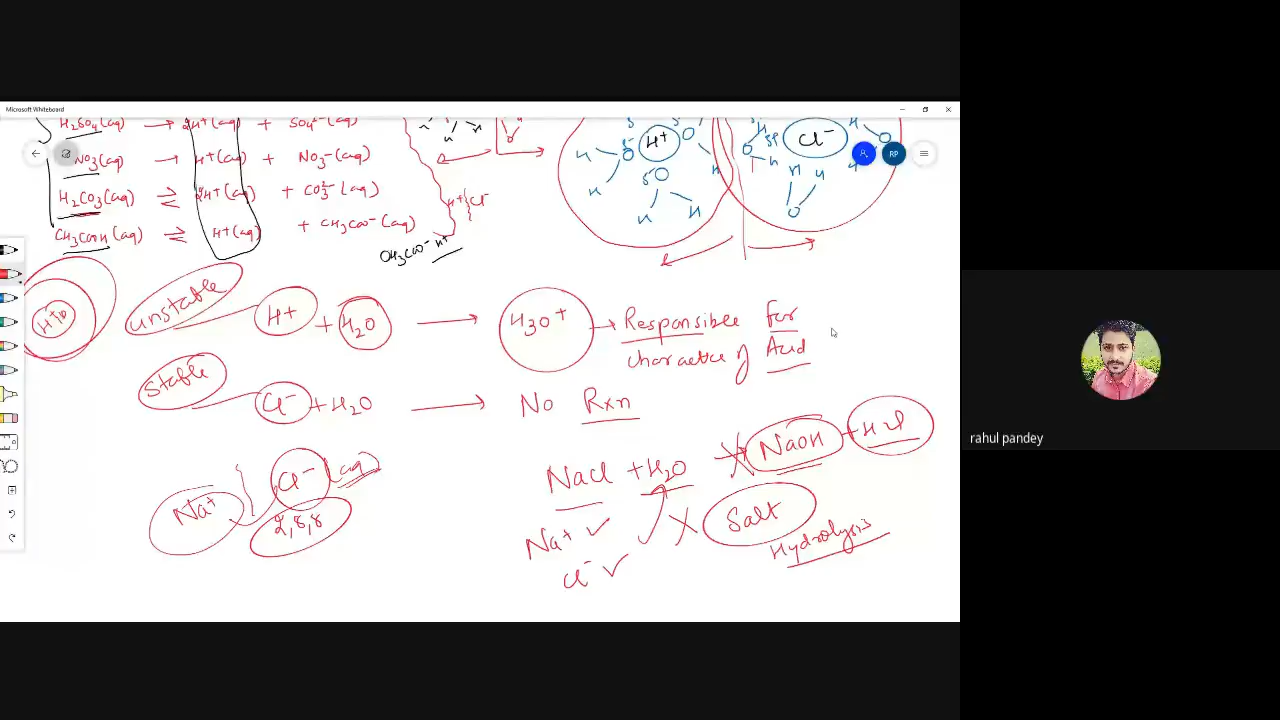 Microsoft Whiteboard
H₂SO₄(aq) → 2H⁺(aq) + SO₄²⁻(aq)
NO₃(aq) → H⁺(aq) + NO₃⁻(aq)
H₂CO₃(aq) ⇌ 2H⁺(aq) + CO₃²⁻(aq)
CH₃COOH(aq) ⇌ H⁺(aq) + CH₃COO⁻(aq)
H⁺ Cl⁻
CH₃COO⁻ H⁺
H⁺
Cl⁻
R RP
unstable H⁺ + H₂O → H3O⁺ → Responsible for
character of Acid
Stable Cl⁻ + H₂O → No Rxn
Na⁺ Cl⁻ (aq)
2,8,8
NaCl + H₂O → NaOH + HCl
Na⁺ ✓
Cl⁻ ✓
Salt
Hydrolysis
rahul pandey